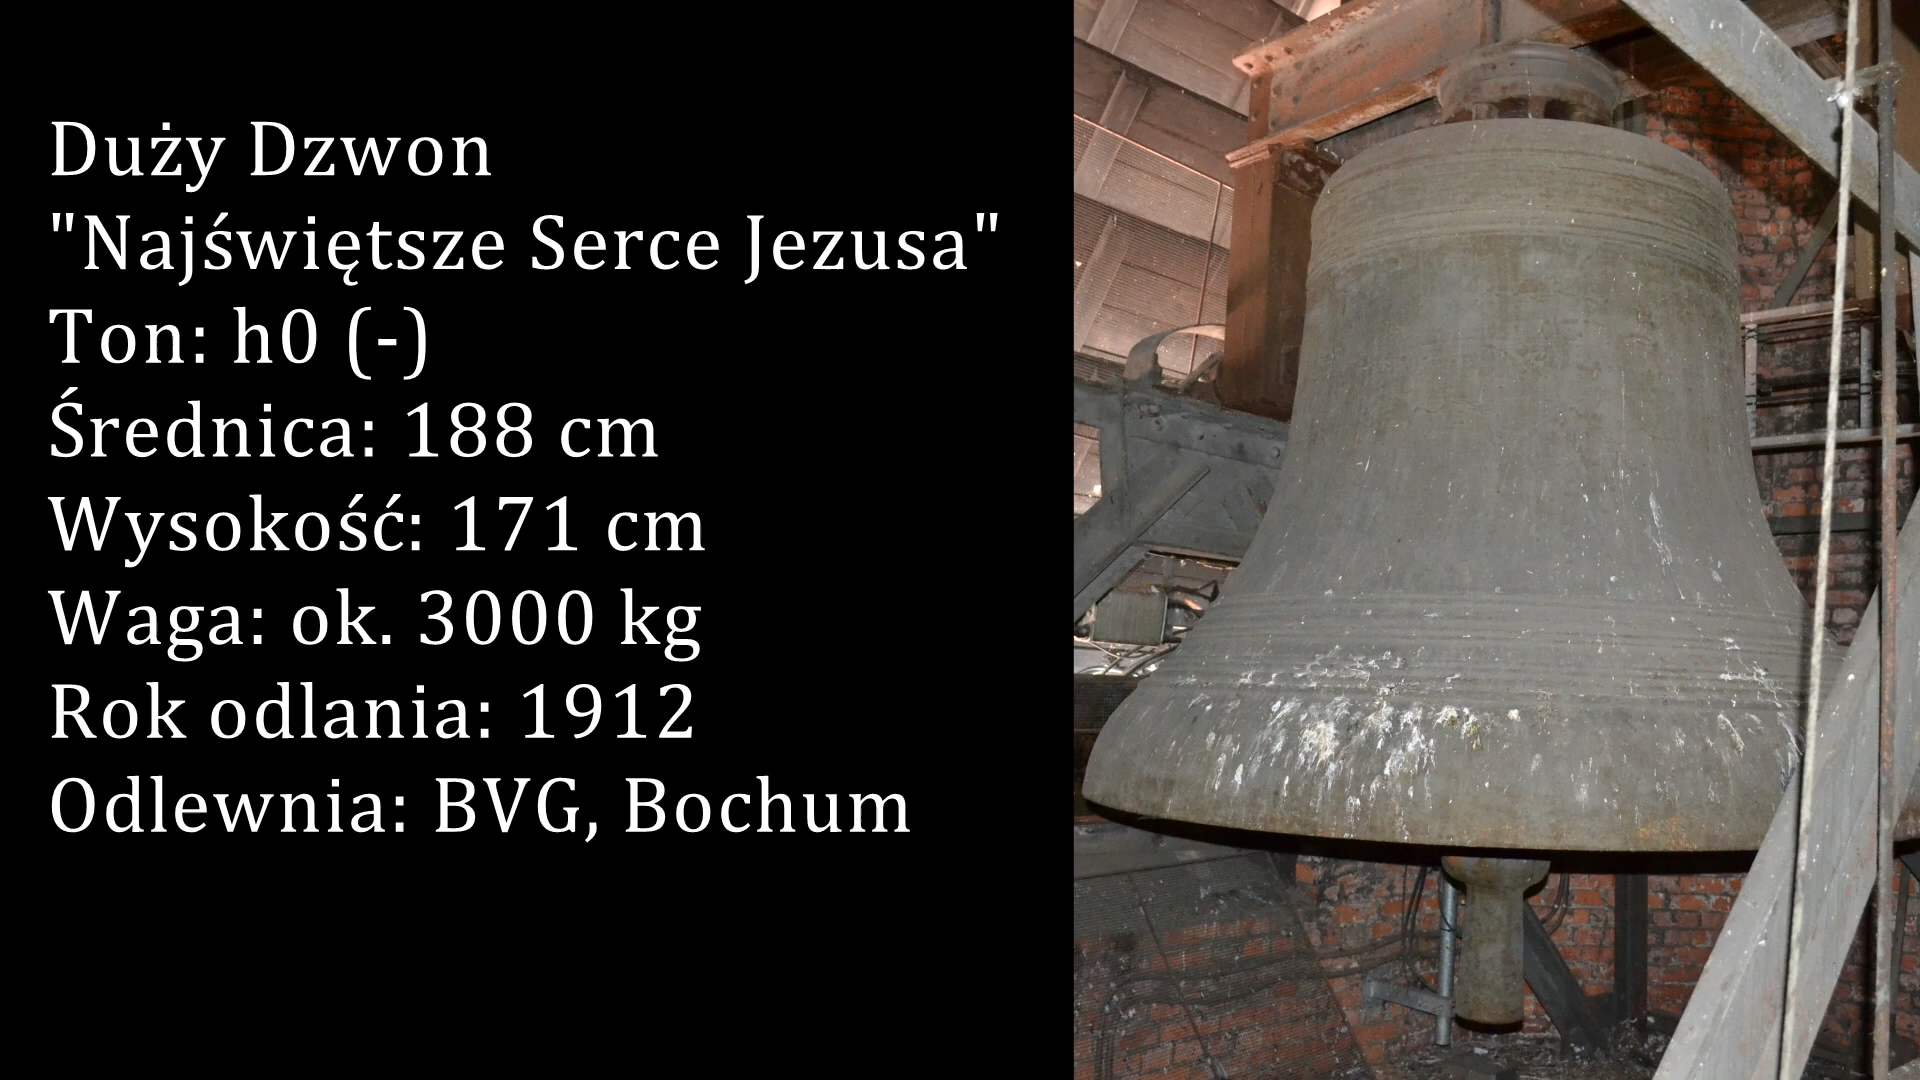 Duży Dzwon
"Najświętsze Serce Jezusa"
Ton: h0 (-)
Średnica: 188 cm
Wysokość: 171 cm
Waga: ok. 3000 kg
Rok odlania: 1912
Odlewnia: BVG, Bochum